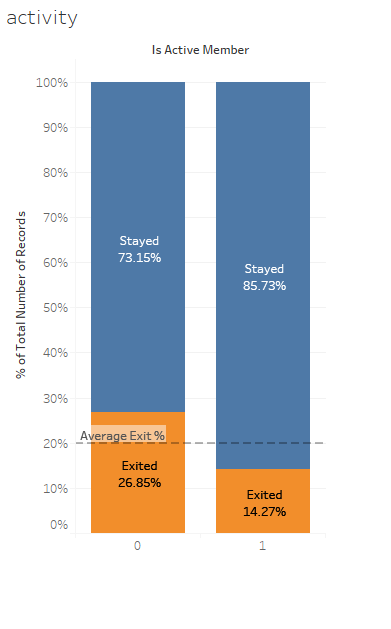 activity
Is Active Member
100%
90%
80%
70%
60%
50%
40%
30%
20%
10%
0%
% of Total Number of Records
Stayed
73.15%
Stayed
85.73%
Average Exit %
Exited
26.85%
Exited
14.27%
0
1